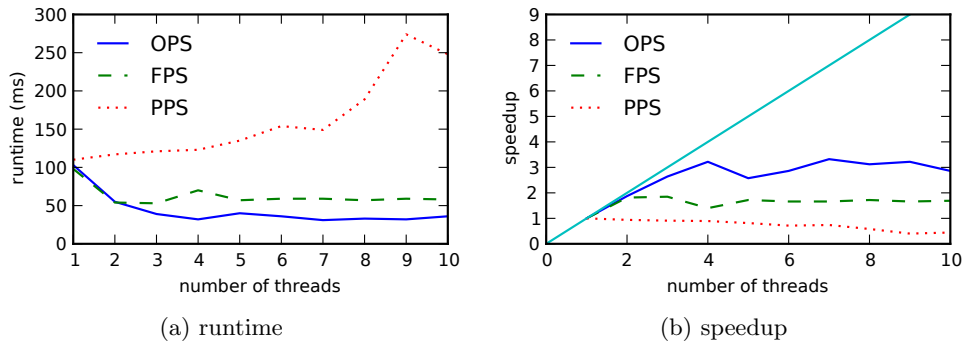 300
250
200
150
100
50
0
runtime (ms)
OPS
FPS
PPS
1 2 3 4 5 6 7 8 9 10
number of threads
(a) runtime
9
8
7
6
5
4
3
2
1
0
speedup
OPS
FPS
PPS
0 2 4 6 8 10
number of threads
(b) speedup